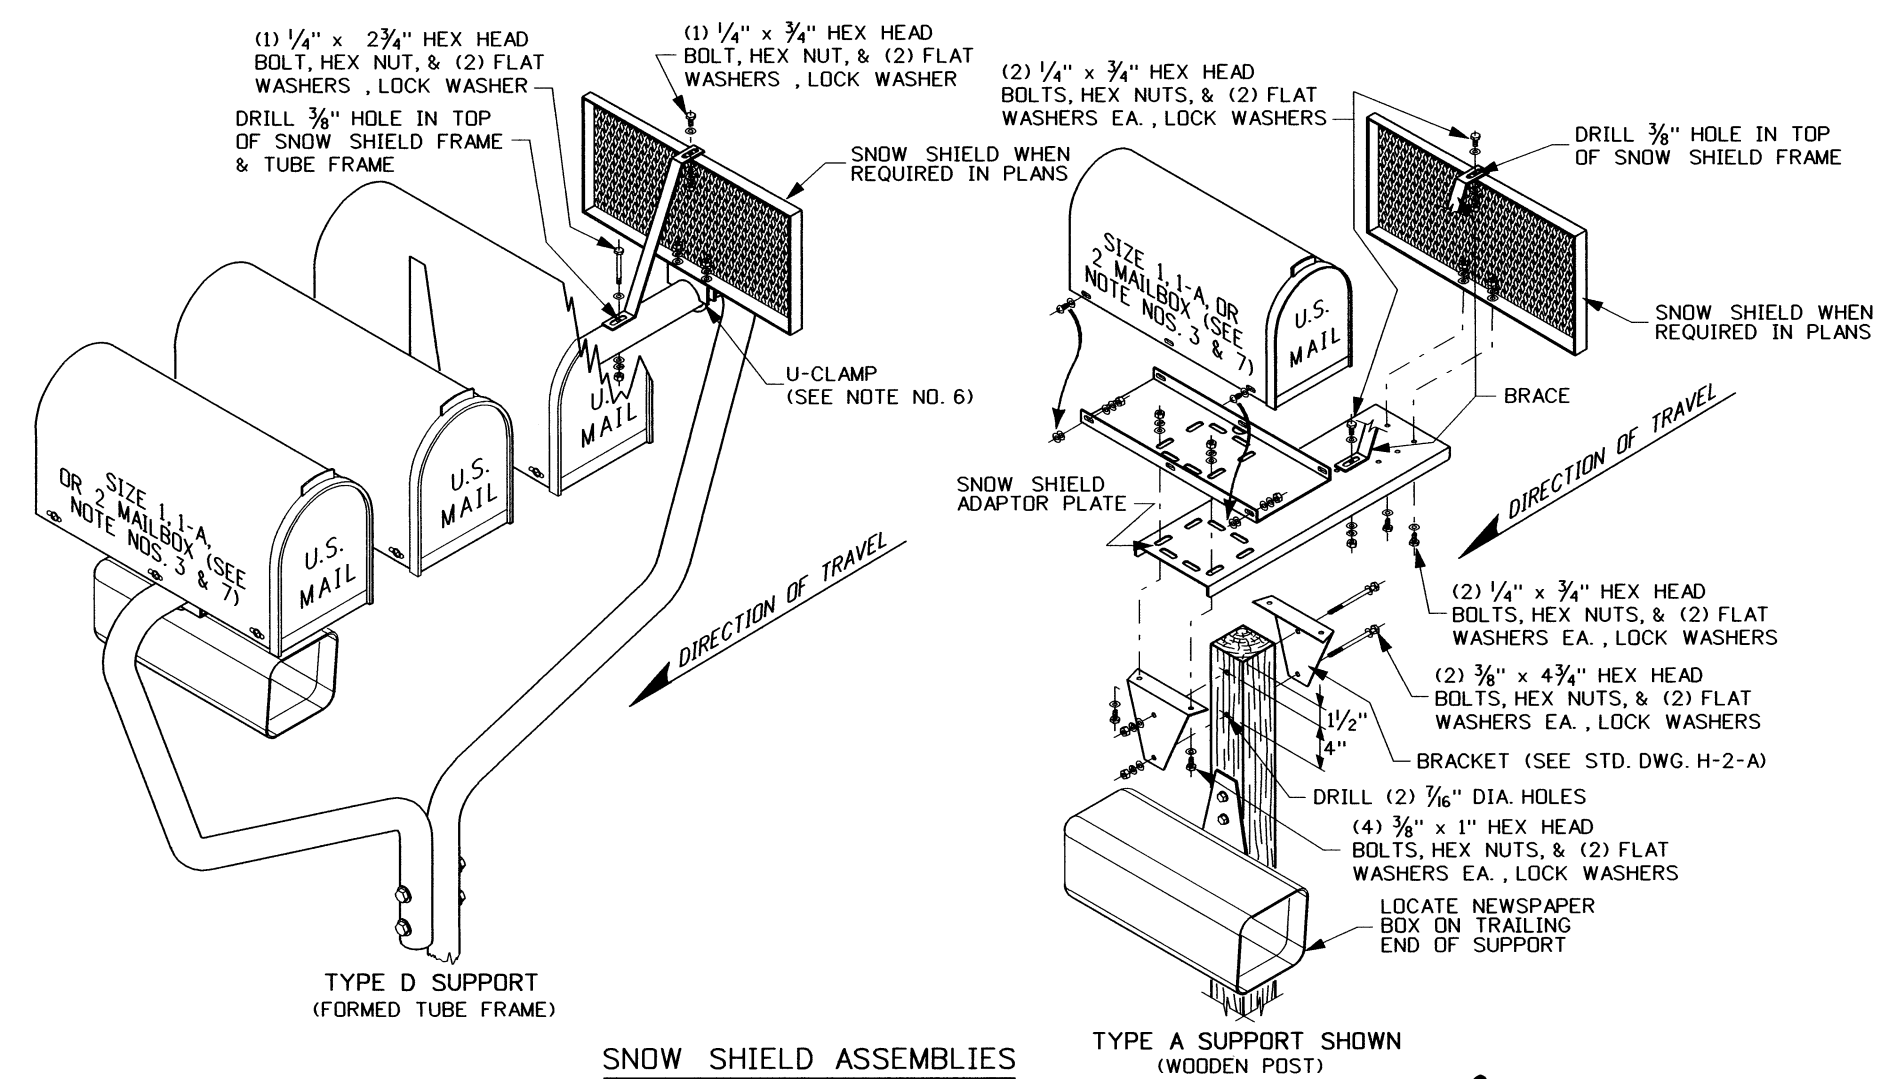 (1) 1/4" x 2 3/4" HEX HEAD
BOLT, HEX NUT, & (2) FLAT
WASHERS , LOCK WASHER
DRILL 3/8" HOLE IN TOP
OF SNOW SHIELD FRAME
& TUBE FRAME
(1) 1/4" x 3/4" HEX HEAD
BOLT, HEX NUT, & (2) FLAT
WASHERS , LOCK WASHER
SNOW SHIELD WHEN
REQUIRED IN PLANS
U-CLAMP
(SEE NOTE NO. 6)
SIZE 1, 1-A,
OR 2 MAILBOX (SEE
NOTE NOS. 3 & 7)
U.S.
MAIL
U.S.
MAIL
U.
MAIL
DIRECTION OF TRAVEL
TYPE D SUPPORT
(FORMED TUBE FRAME)
(2) 1/4" x 3/4" HEX HEAD
BOLTS, HEX NUTS, & (2) FLAT
WASHERS EA. , LOCK WASHERS
DRILL 3/8" HOLE IN TOP
OF SNOW SHIELD FRAME
SIZE 1, 1-A, OR
2 MAILBOX (SEE
NOTE NOS. 3 & 7)
U.S.
MAIL
SNOW SHIELD WHEN
REQUIRED IN PLANS
BRACE
DIRECTION OF TRAVEL
SNOW SHIELD
ADAPTOR PLATE
(2) 1/4" x 3/4" HEX HEAD
BOLTS, HEX NUTS, & (2) FLAT
WASHERS EA. , LOCK WASHERS
(2) 3/8" x 4 3/4" HEX HEAD
BOLTS, HEX NUTS, & (2) FLAT
WASHERS EA. , LOCK WASHERS
1 1/2"
4"
BRACKET (SEE STD. DWG. H-2-A)
DRILL (2) 7/16" DIA. HOLES
(4) 3/8" x 1" HEX HEAD
BOLTS, HEX NUTS, & (2) FLAT
WASHERS EA. , LOCK WASHERS
LOCATE NEWSPAPER
BOX ON TRAILING
END OF SUPPORT
TYPE A SUPPORT SHOWN
(WOODEN POST)
SNOW SHIELD ASSEMBLIES